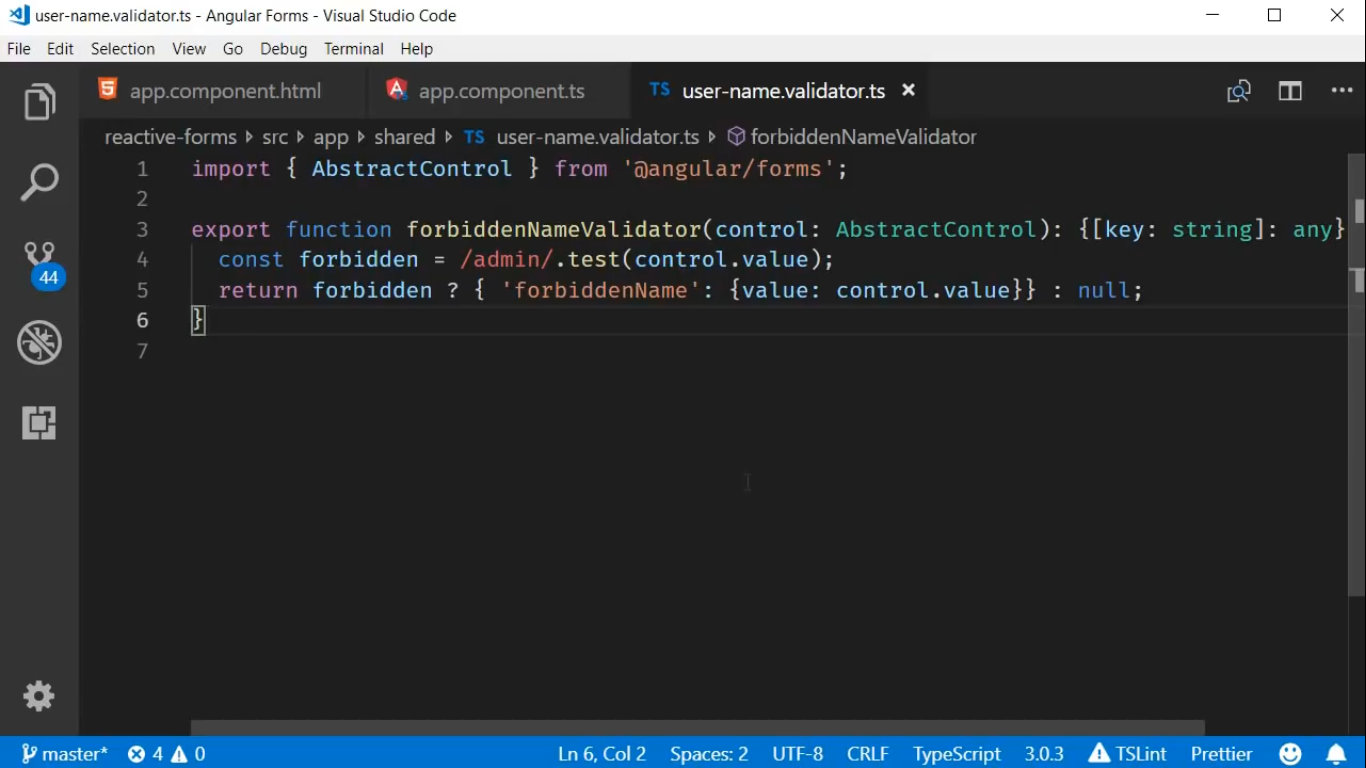 user-name.validator.ts - Angular Forms - Visual Studio Code
File Edit Selection View Go Debug Terminal Help
app.component.html app.component.ts TS user-name.validator.ts
reactive-forms src app shared TS user-name.validator.ts forbiddenNameValidator
1 import { AbstractControl } from '@angular/forms';
2
3 export function forbiddenNameValidator(control: AbstractControl): {[key: string]: any}
4 const forbidden = /admin/.test(control.value);
5 return forbidden ? { 'forbiddenName': {value: control.value}} : null;
6 }
7
44
master* 4 0 Ln 6, Col 2 Spaces: 2 UTF-8 CRLF TypeScript 3.0.3 TSLint Prettier